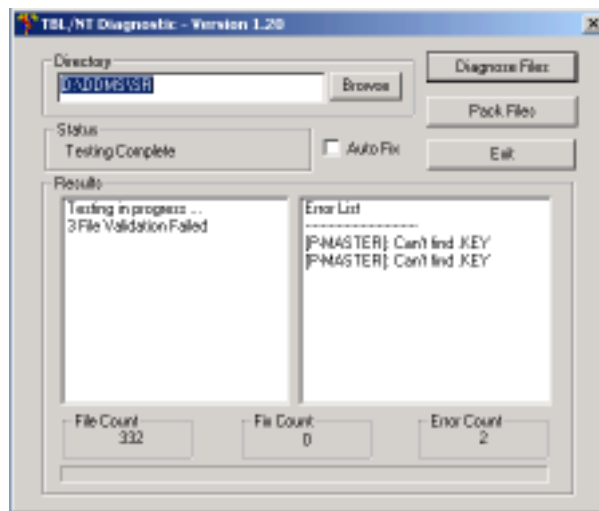 TBL/NT Diagnostic - Version 1.20
Directory
D:\DDMS\SR
Browse
Diagnose Files
Pack Files
Status
Testing Complete
Auto Fix
Exit
Results
Testing in progress ...
3 File Validation Failed
Error List
--------------------
[P-MASTER]: Can't find .KEY
[P-MASTER]: Can't find .KEY
File Count
332
Fix Count
0
Error Count
2